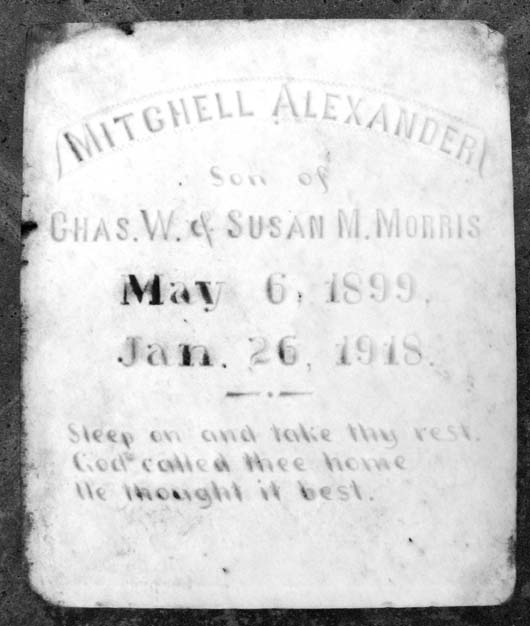 MITCHELL ALEXANDER
Son of
CHAS. W. & SUSAN M. MORRIS
May 6, 1899.
Jan. 26, 1918.
Sleep on and take thy rest.
God called thee home
He thought it best.